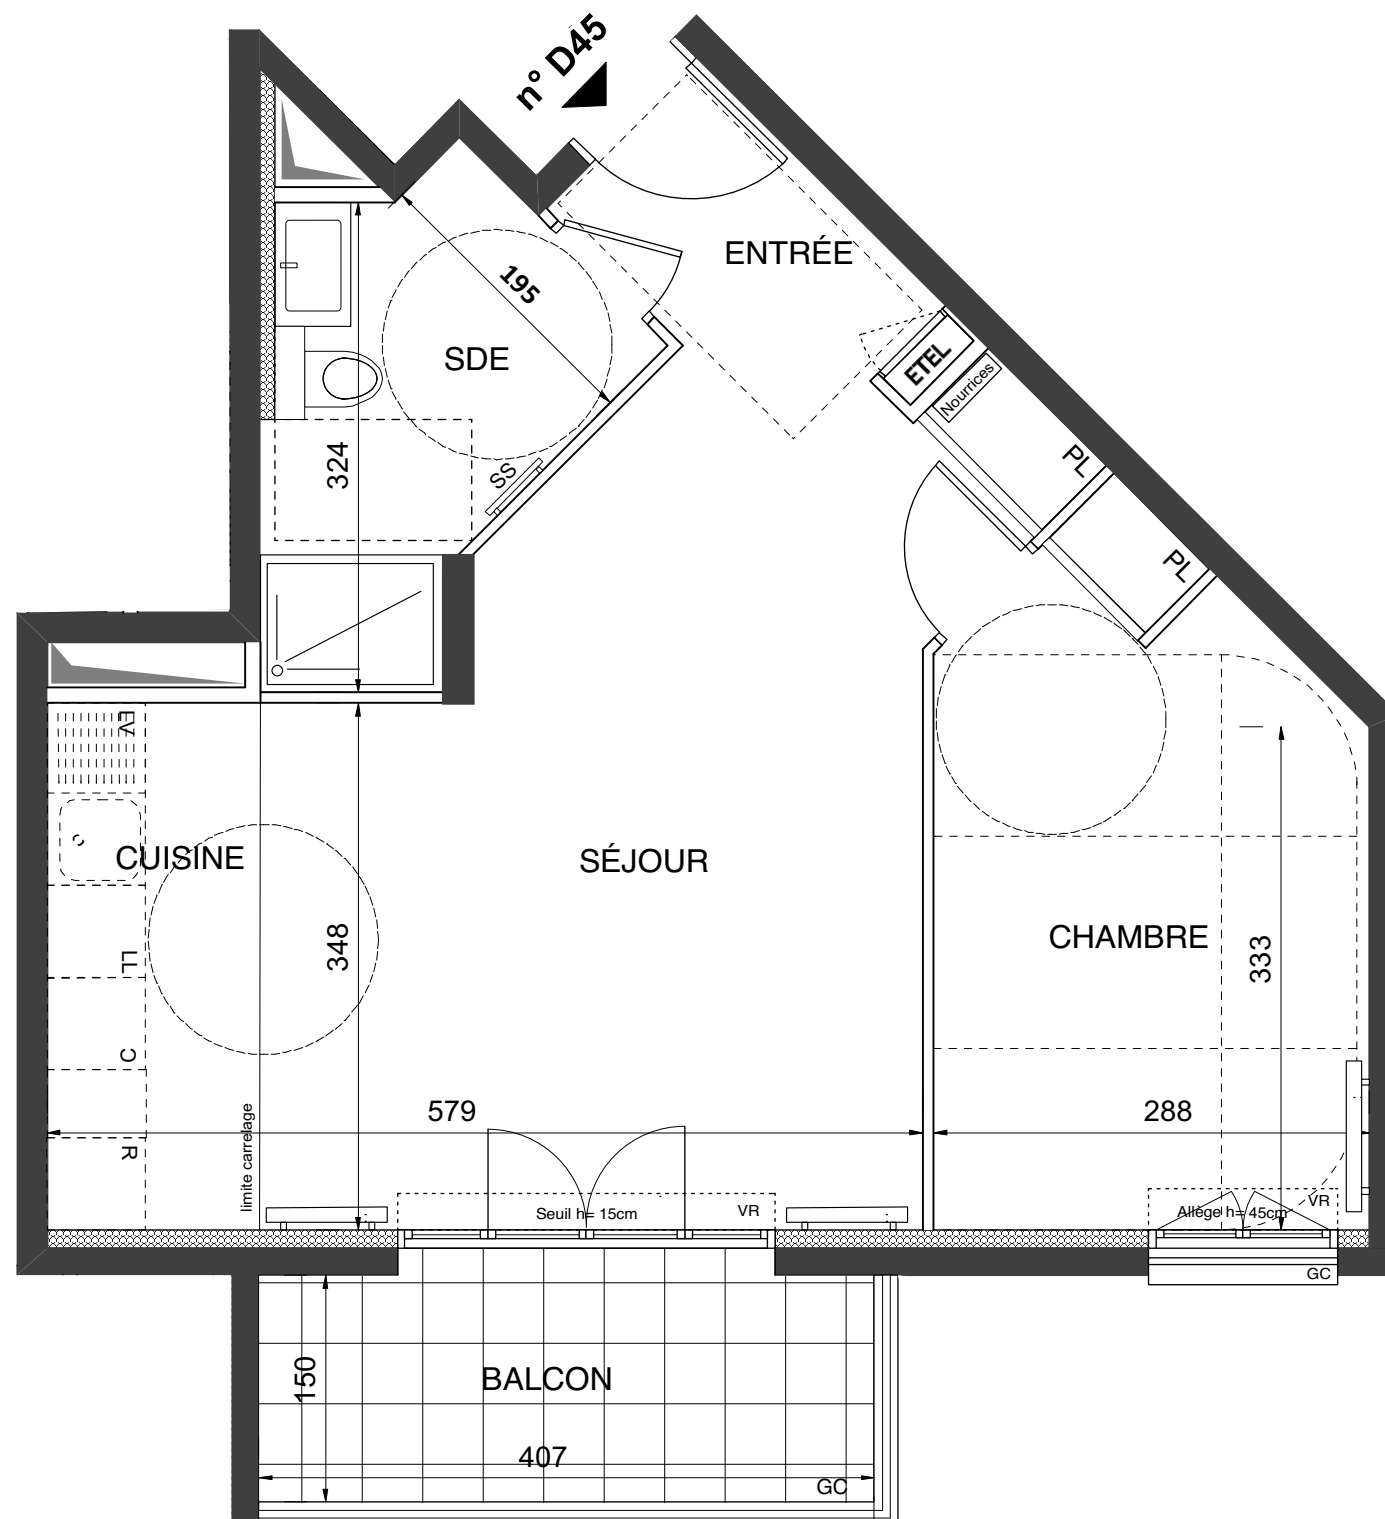 n° D45
ENTRÉE
195
SDE
ETEL
Nourrices
324
SS
PL
PL
EV
CUISINE
SÉJOUR
CHAMBRE
348
333
LL
C
R
limite carrelage
579
288
Seuil h= 15cm
VR
Allège h= 45cm
VR
GC
150
BALCON
407
GC